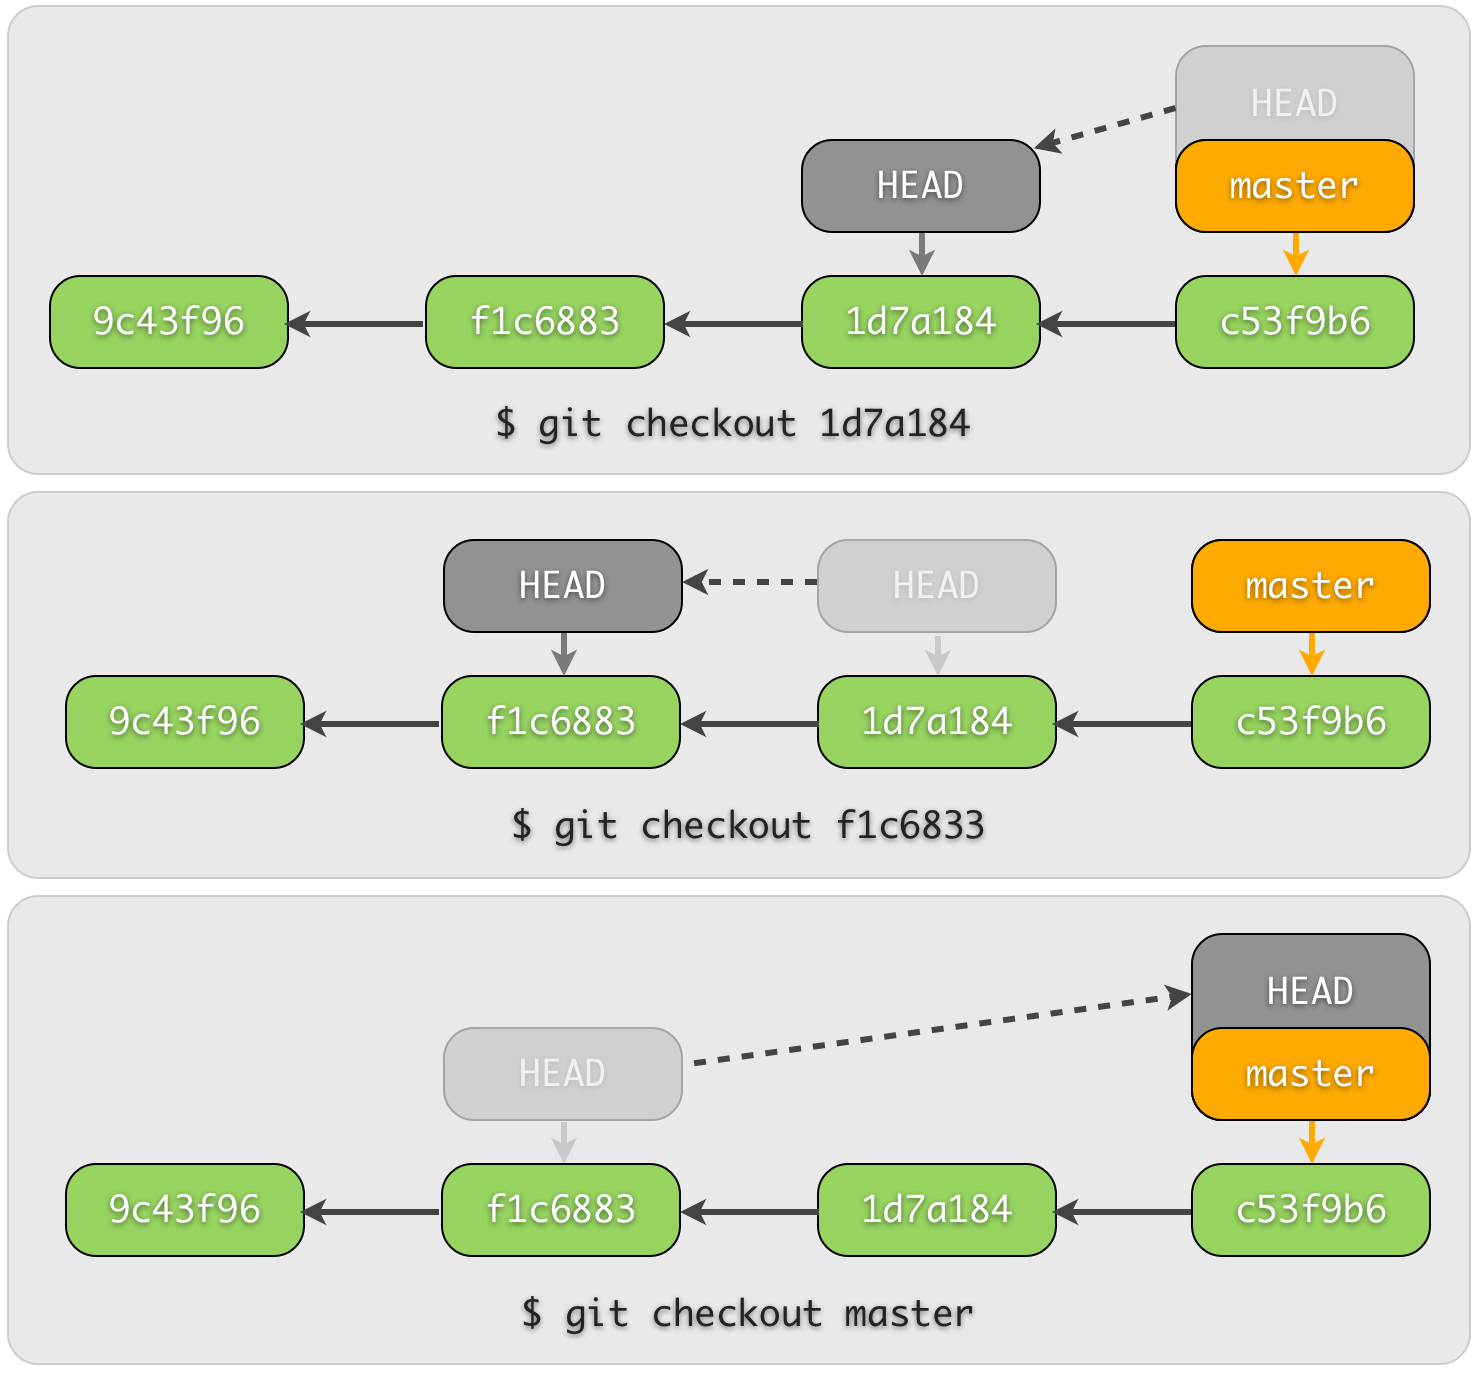 HEAD
HEAD
master
9c43f96
f1c6883
1d7a184
c53f9b6
$ git checkout 1d7a184
HEAD
HEAD
master
9c43f96
f1c6883
1d7a184
c53f9b6
$ git checkout f1c6833
HEAD
HEAD
master
9c43f96
f1c6883
1d7a184
c53f9b6
$ git checkout master